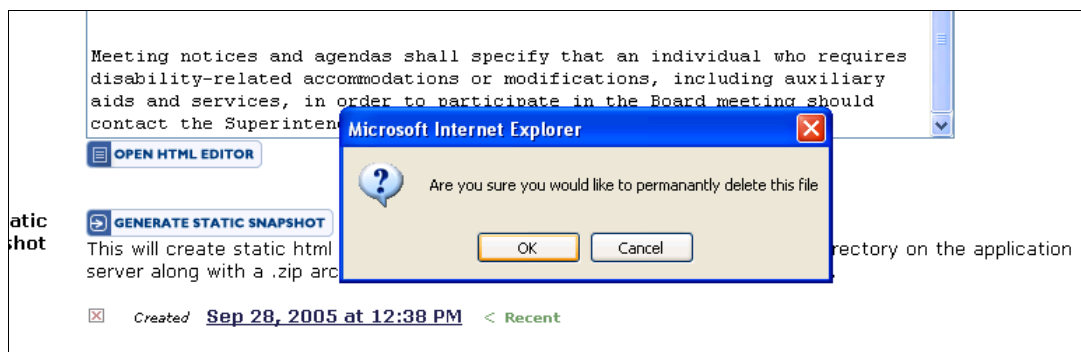 Meeting notices and agendas shall specify that an individual who requires
disability-related accommodations or modifications, including auxiliary
aids and services, in order to participate in the Board meeting should
contact the Superinten
Microsoft Internet Explorer
Are you sure you would like to permanantly delete this file
OK Cancel
OPEN HTML EDITOR
atic
shot
GENERATE STATIC SNAPSHOT
This will create static html rectory on the application
server along with a .zip arc
Created Sep 28, 2005 at 12:38 PM < Recent